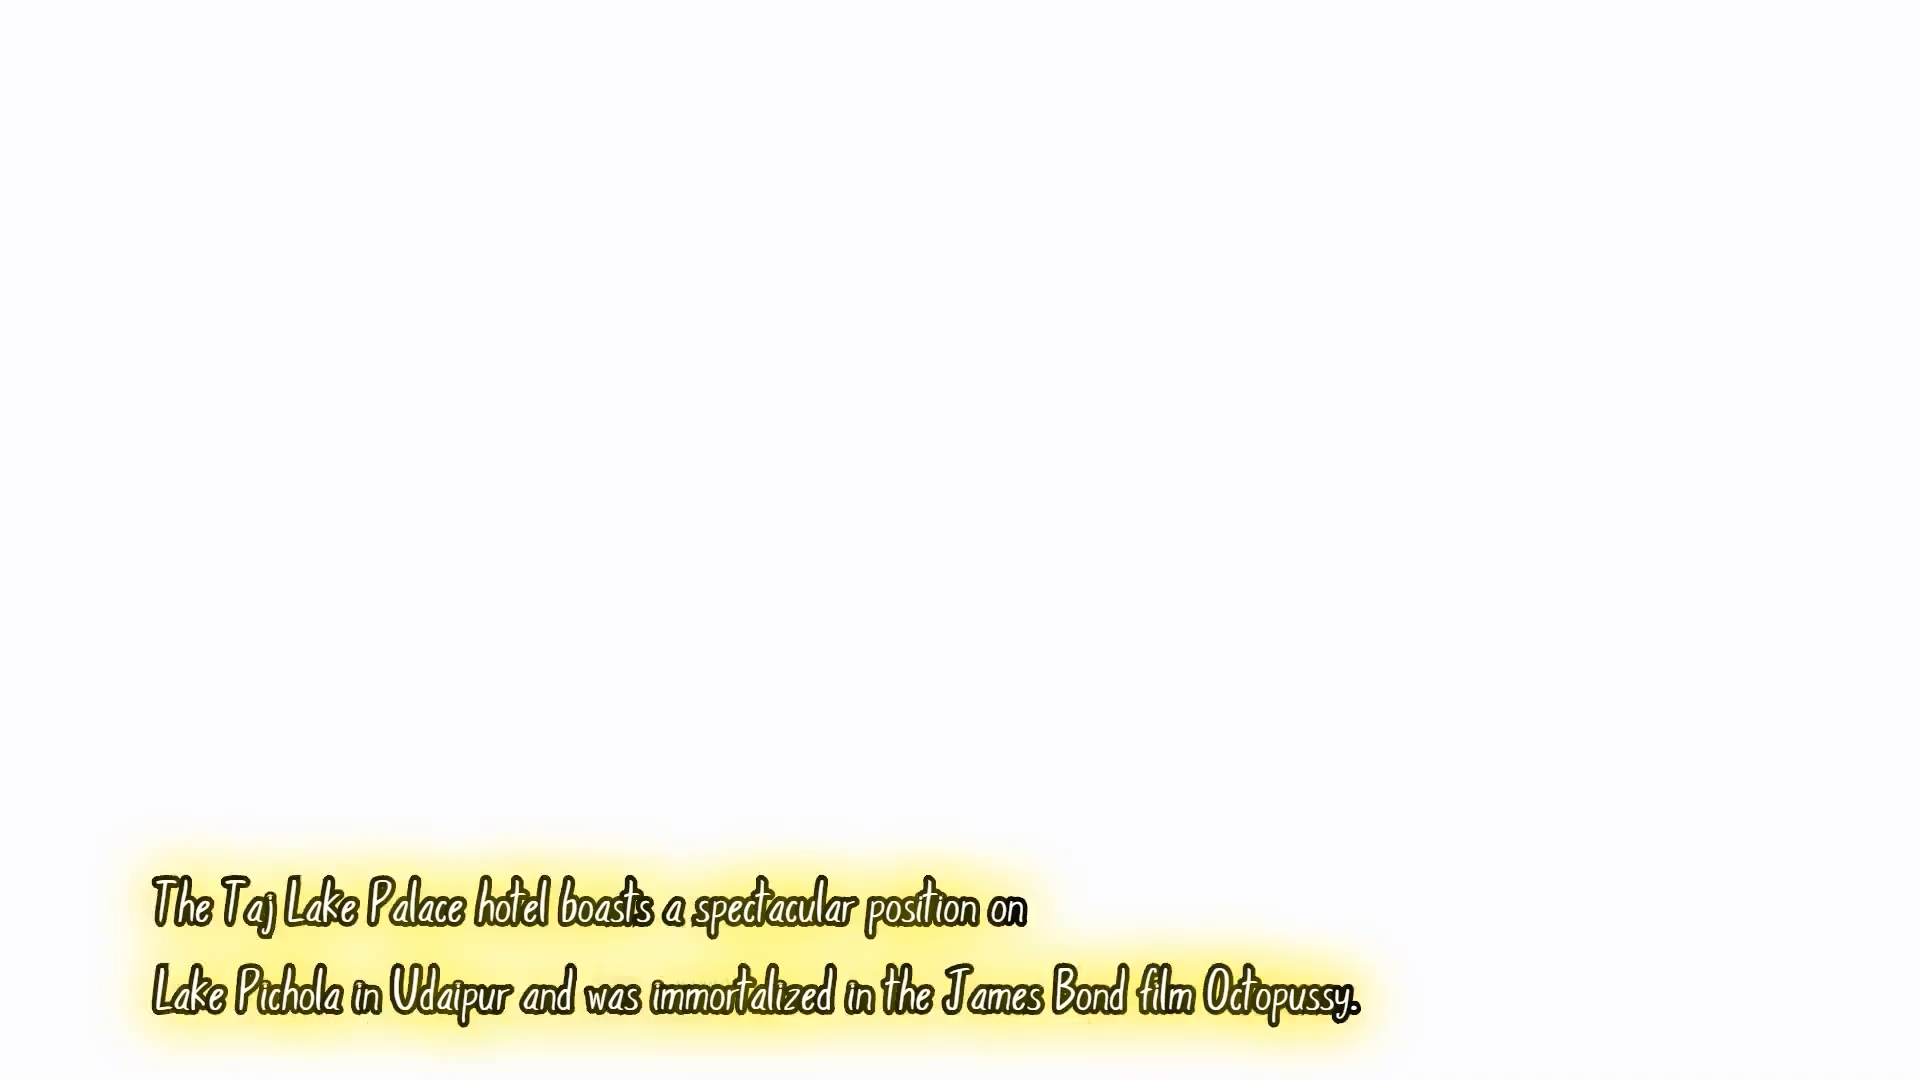 The Taj Lake Palace hotel boasts a spectacular position on
Lake Pichola in Udaipur and was immortalized in the James Bond film Octopussy.